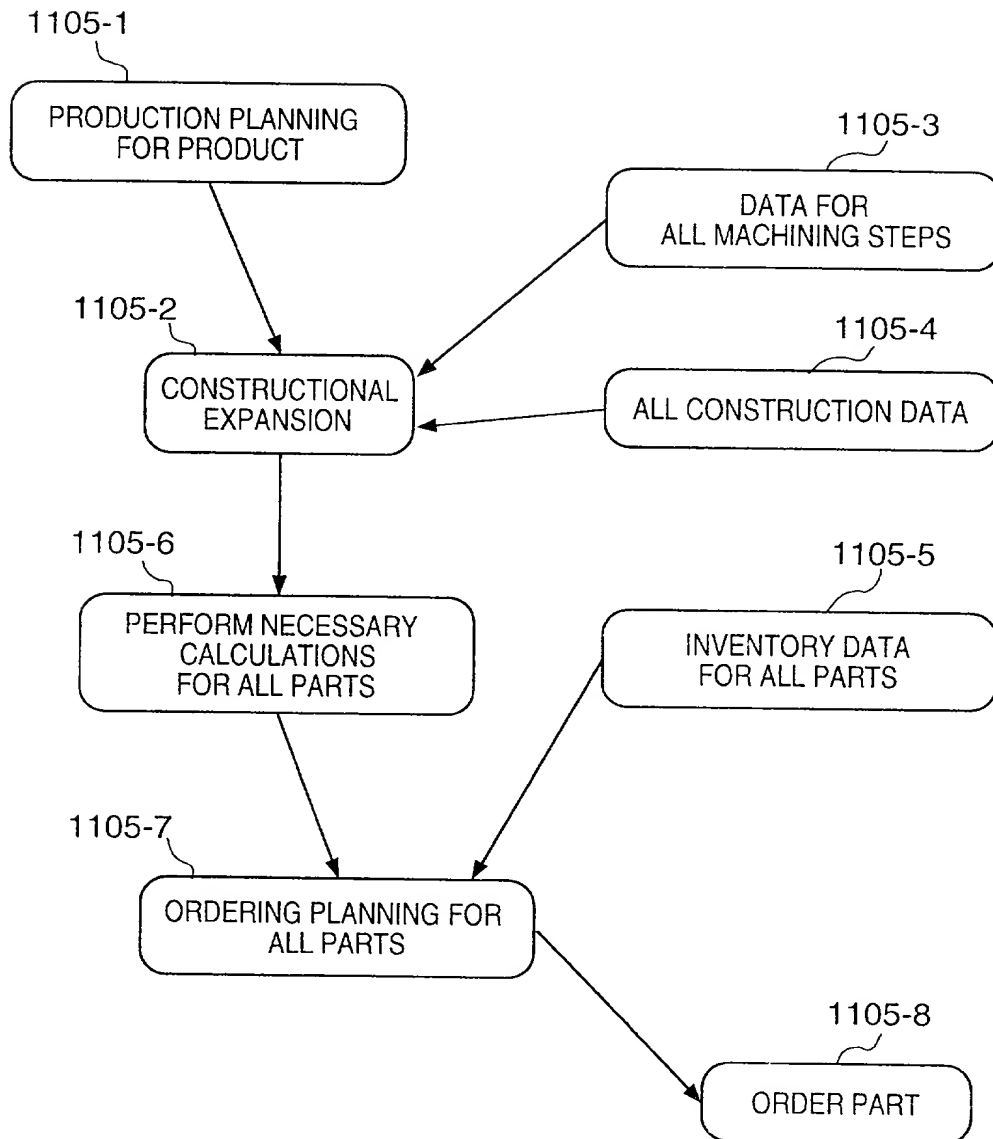 1105-1
PRODUCTION PLANNING
FOR PRODUCT
1105-3
DATA FOR
ALL MACHINING STEPS
1105-2
CONSTRUCTIONAL
EXPANSION
1105-4
ALL CONSTRUCTION DATA
1105-6
PERFORM NECESSARY
CALCULATIONS
FOR ALL PARTS
1105-5
INVENTORY DATA
FOR ALL PARTS
1105-7
ORDERING PLANNING FOR
ALL PARTS
1105-8
ORDER PART